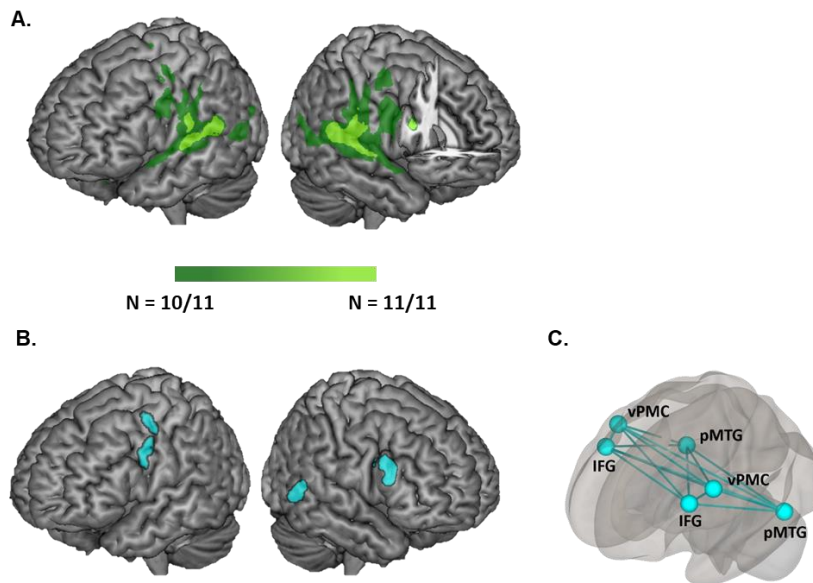 A.
N = 10/11
N = 11/11
B.
C.
vPMC
pMTG
IFG
vPMC
IFG
pMTG